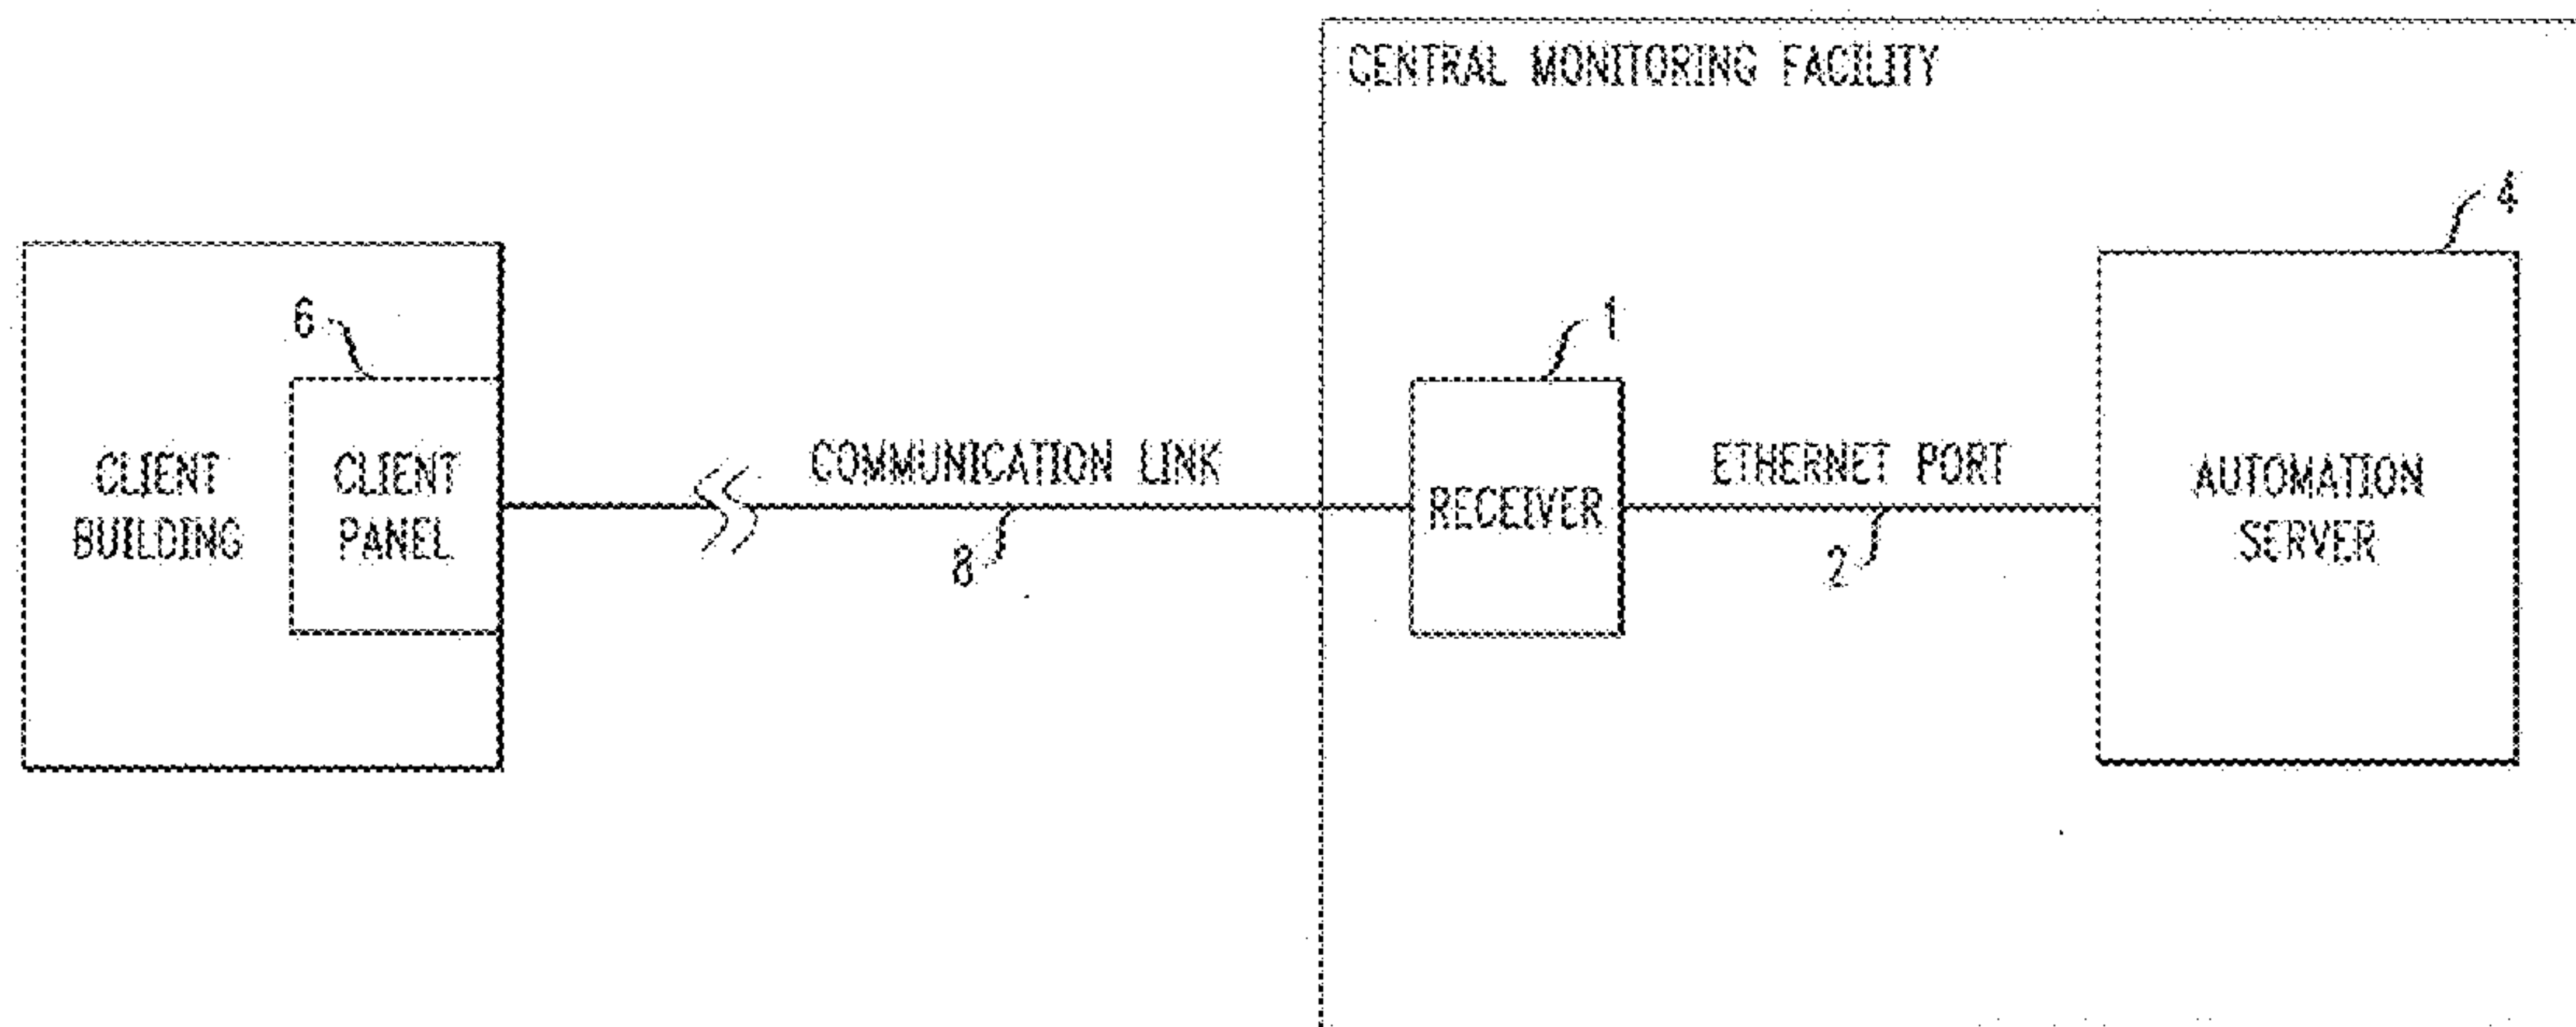 CENTRAL MONITORING FACILITY
4
6
1
CLIENT
BUILDING
CLIENT
PANEL
COMMUNICATION LINK
8
RECEIVER
ETHERNET PORT
2
AUTOMATION
SERVER